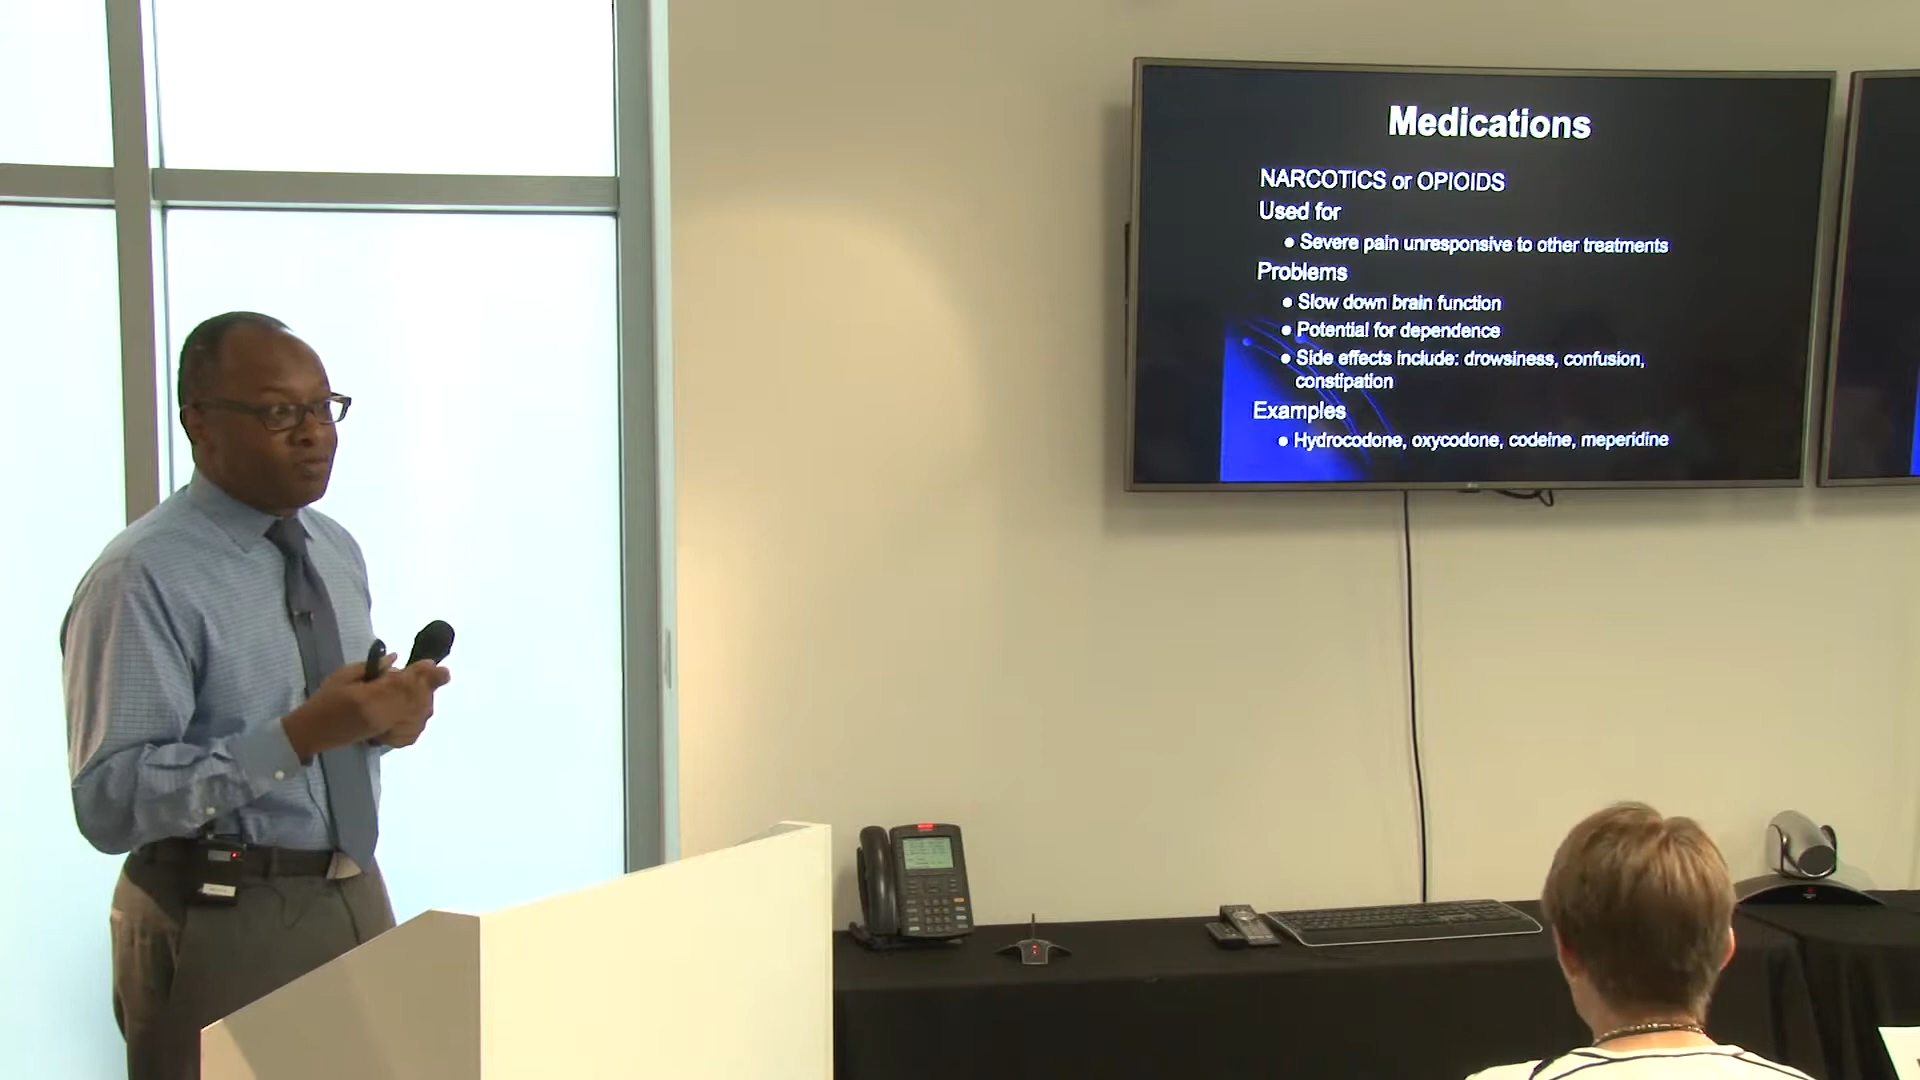 Medications
NARCOTICS or OPIOIDS
Used for
● Severe pain unresponsive to other treatments
Problems
● Slow down brain function
● Potential for dependence
● Side effects include: drowsiness, confusion,
constipation
Examples
● Hydrocodone, oxycodone, codeine, meperidine